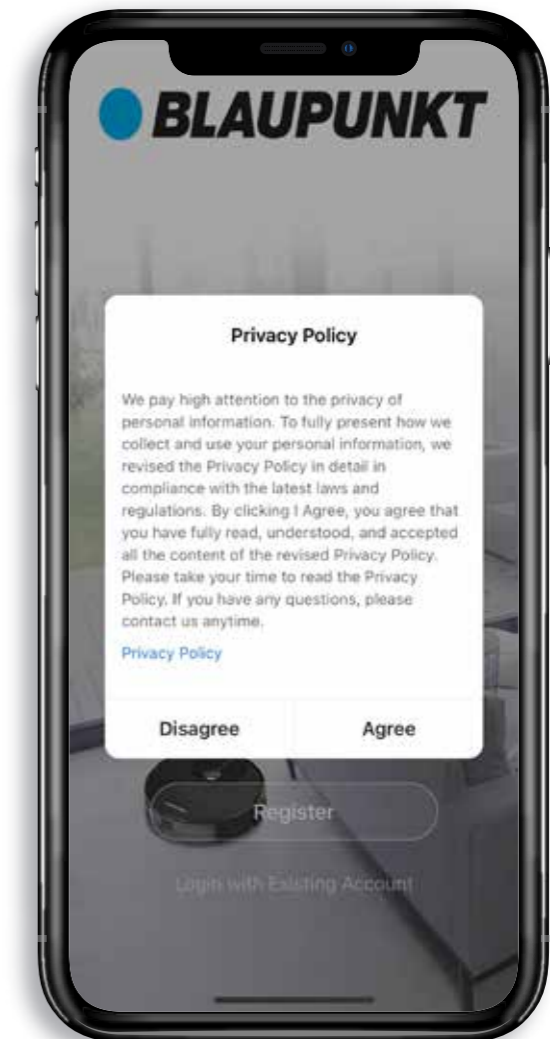 BLAUPUNKT
Privacy Policy
We pay high attention to the privacy of
personal information. To fully present how we
collect and use your personal information, we
revised the Privacy Policy in detail in
compliance with the latest laws and
regulations. By clicking I Agree, you agree that
you have fully read, understood, and accepted
all the content of the revised Privacy Policy.
Please take your time to read the Privacy
Policy. If you have any questions, please
contact us anytime.
Privacy Policy
Disagree Agree
Register
Login with Existing Account